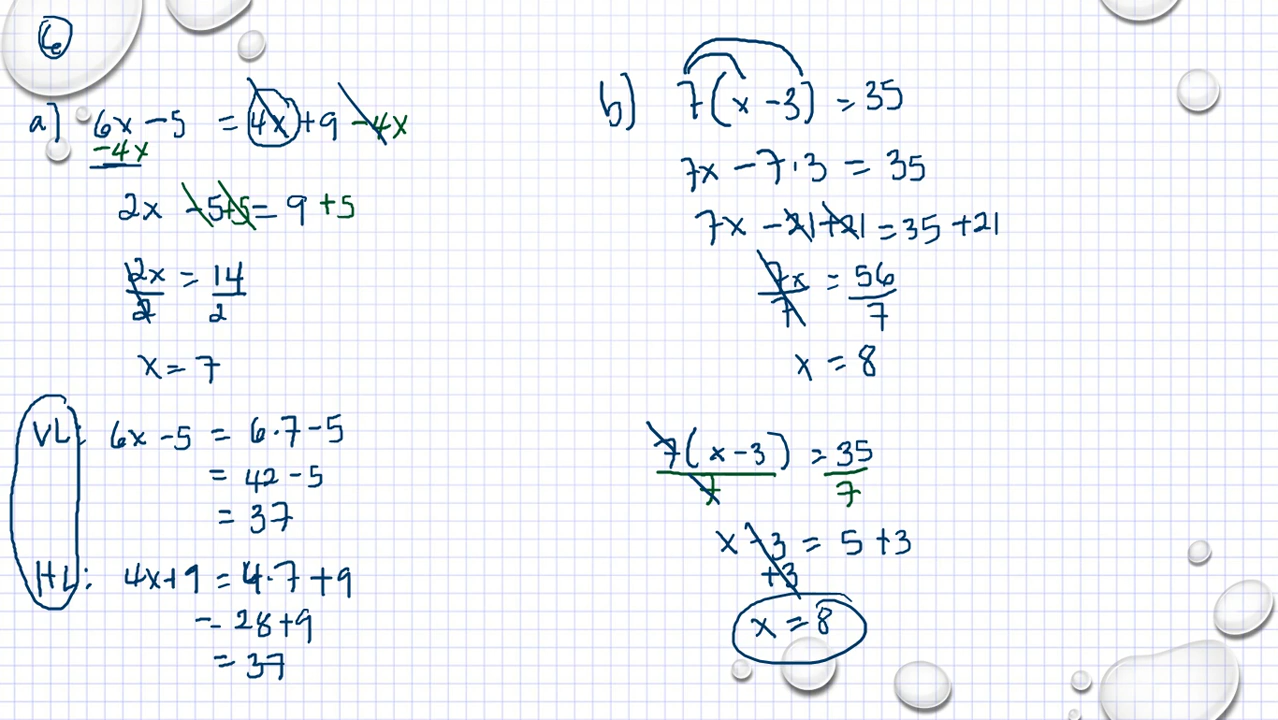 6
a] 6x - 5 = 4x + 9 - 4x
- 4x
2x - 5 + 5 = 9 + 5
2x = 14
2 2
x = 7
VL: 6x - 5 = 6·7 - 5
= 42 - 5
= 37
HL: 4x + 9 = 4·7 + 9
= 28 + 9
= 37
b] 7(x - 3) = 35
7x - 7·3 = 35
7x - 21 + 21 = 35 + 21
7x = 56
7 7
x = 8
7(x - 3) = 35
7 7
x - 3 = 5 + 3
+ 3
x = 8